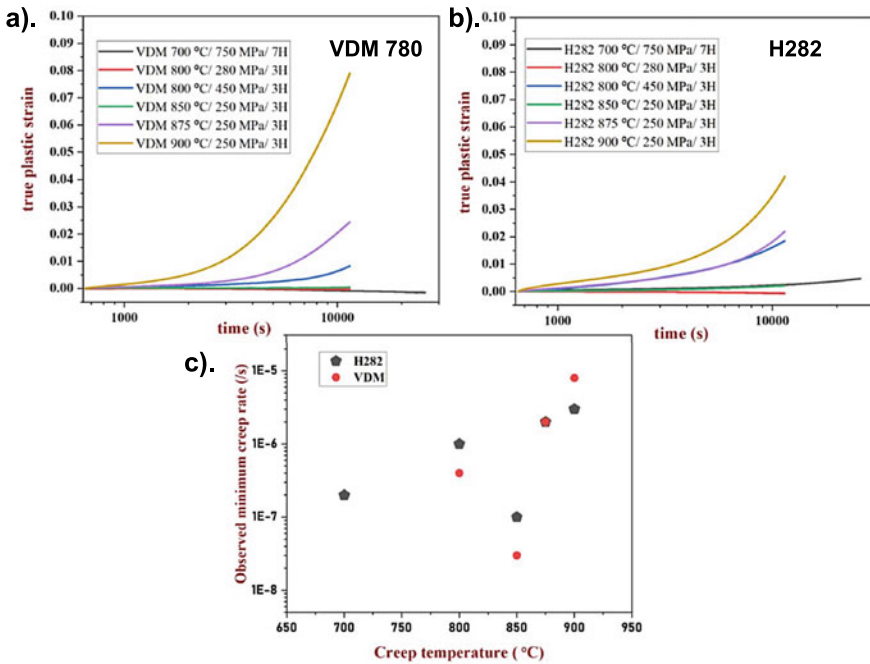 a).
VDM 780
VDM 700 °C/ 750 MPa/ 7H
VDM 800 °C/ 280 MPa/ 3H
VDM 800 °C/ 450 MPa/ 3H
VDM 850 °C/ 250 MPa/ 3H
VDM 875 °C/ 250 MPa/ 3H
VDM 900 °C/ 250 MPa/ 3H
true plastic strain
0.10
0.09
0.08
0.07
0.06
0.05
0.04
0.03
0.02
0.01
0.00
1000
10000
time (s)
b).
H282
H282 700 °C/ 750 MPa/ 7H
H282 800 °C/ 280 MPa/ 3H
H282 800 °C/ 450 MPa/ 3H
H282 850 °C/ 250 MPa/ 3H
H282 875 °C/ 250 MPa/ 3H
H282 900 °C/ 250 MPa/ 3H
true plastic strain
0.10
0.09
0.08
0.07
0.06
0.05
0.04
0.03
0.02
0.01
0.00
1000
10000
time (s)
c).
H282
VDM
Observed minimum creep rate (/s)
1E-5
1E-6
1E-7
1E-8
650
700
750
800
850
900
950
Creep temperature ( °C)